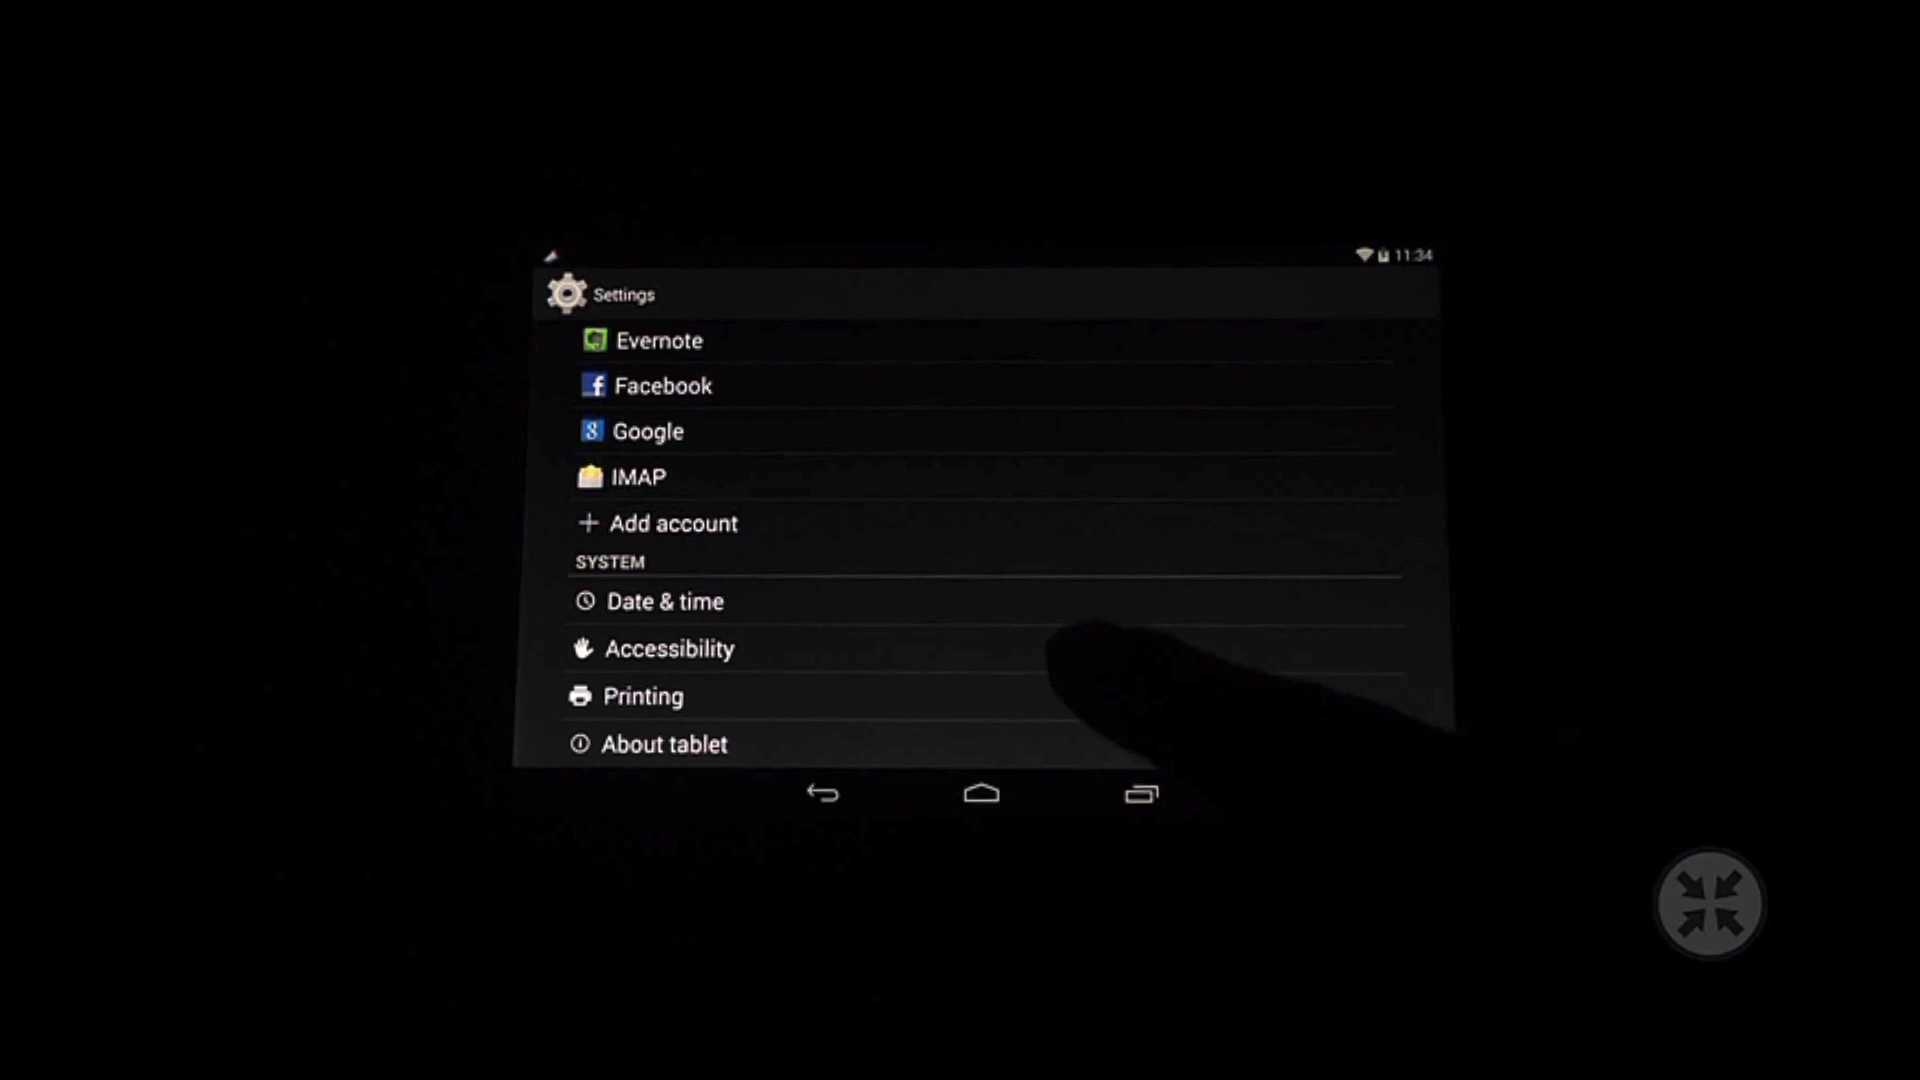 11:34
Settings
Evernote
Facebook
Google
IMAP
Add account
SYSTEM
Date & time
Accessibility
Printing
About tablet